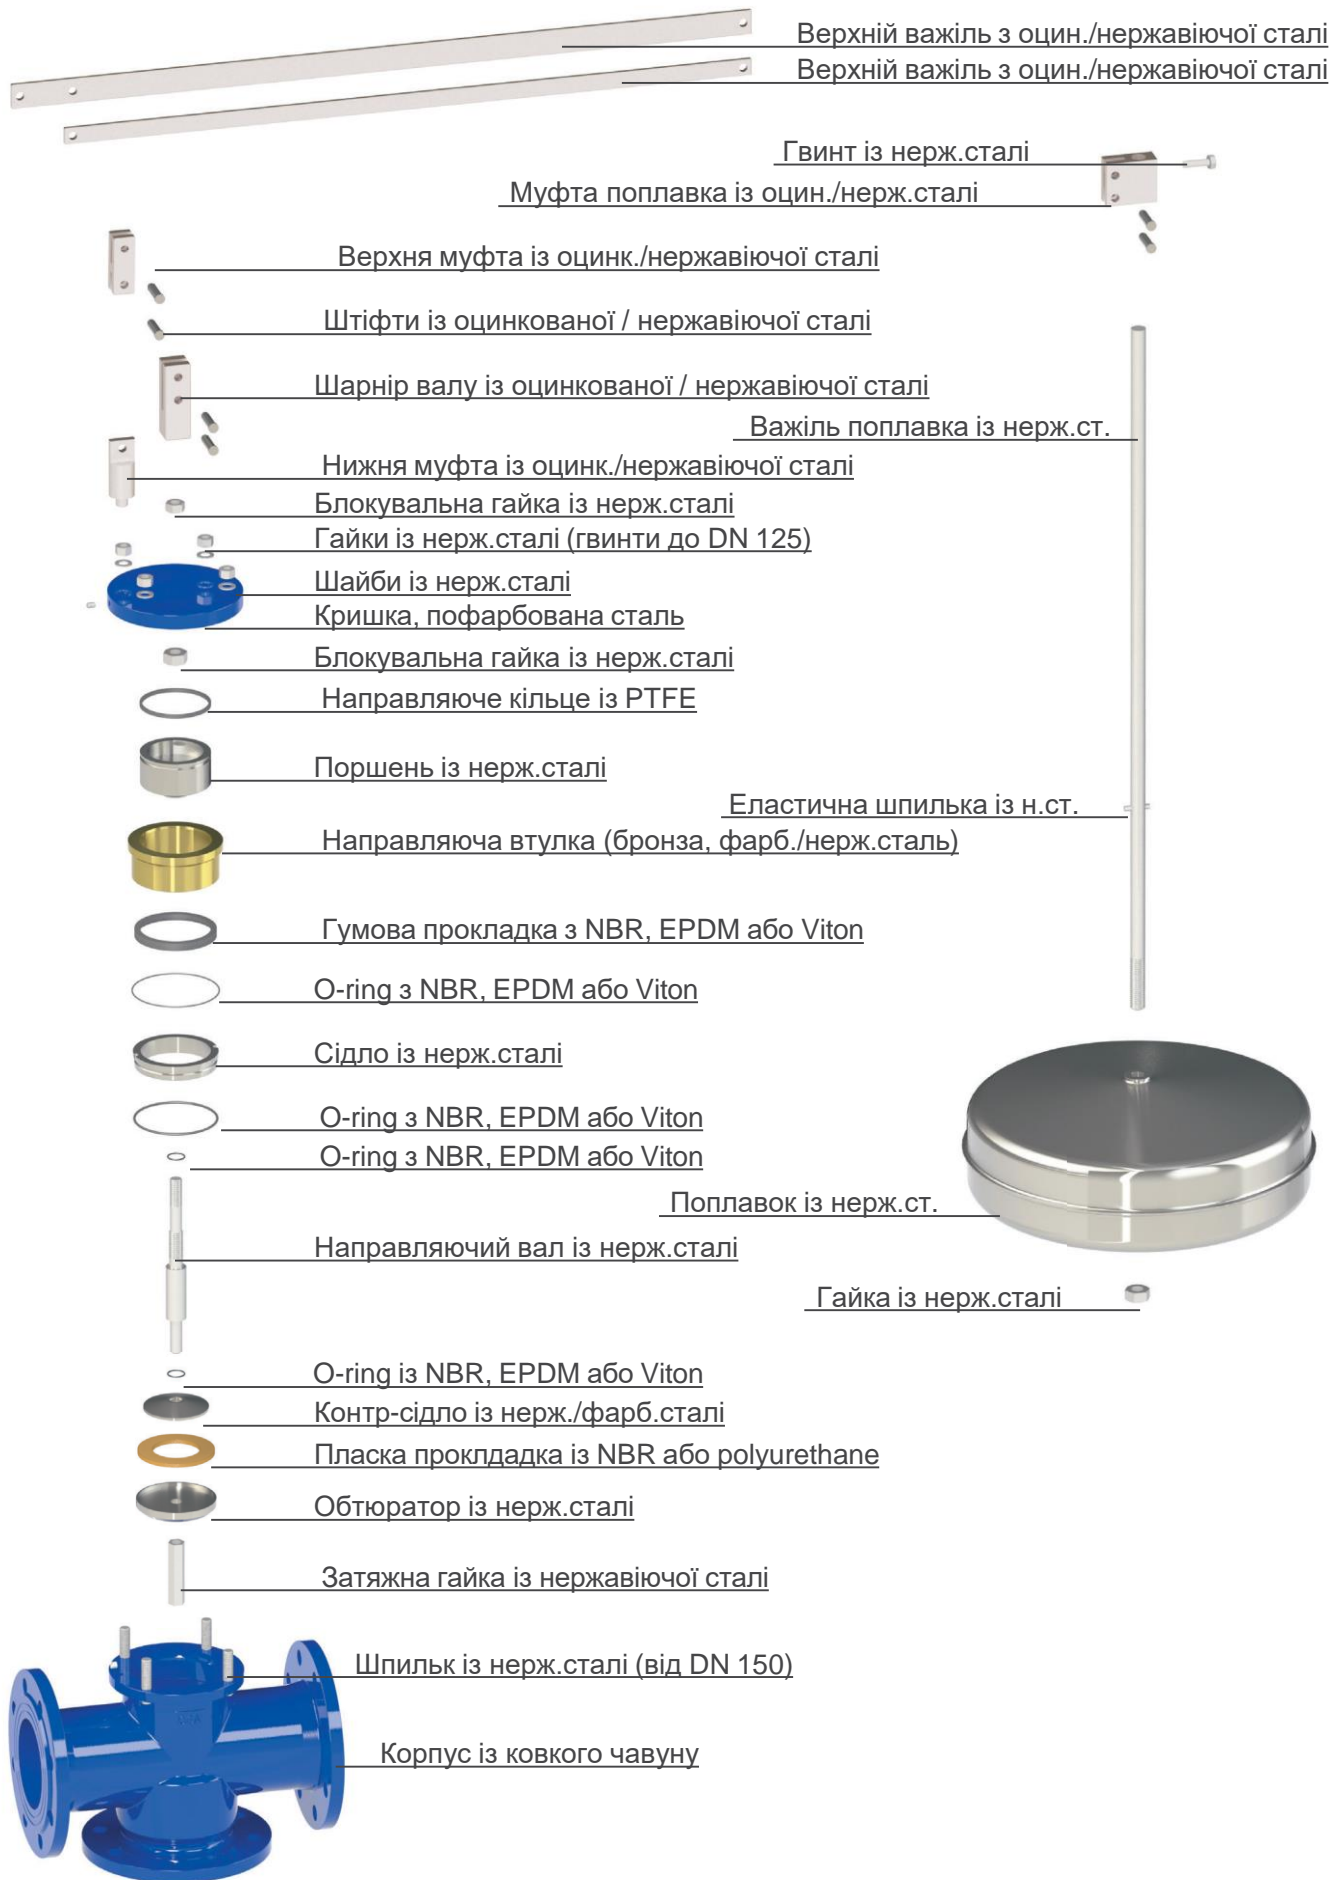 Верхній важіль з оцин./нержавіючої сталі
Верхній важіль з оцин./нержавіючої сталі
Гвинт із нерж.сталі
Муфта поплавка із оцин./нерж.сталі
Верхня муфта із оцинк./нержавіючої сталі
Штіфти із оцинкованої / нержавіючої сталі
Шарнір валу із оцинкованої / нержавіючої сталі
Важіль поплавка із нерж.ст.
Нижня муфта із оцинк./нержавіючої сталі
Блокувальна гайка із нерж.сталі
Гайки із нерж.сталі (гвинти до DN 125)
Шайби із нерж.сталі
Кришка, пофарбована сталь
Блокувальна гайка із нерж.сталі
Направляюче кільце із PTFE
Поршень із нерж.сталі
Еластична шпилька із н.ст.
Направляюча втулка (бронза, фарб./нерж.сталь)
Гумова прокладка з NBR, EPDM або Viton
O-ring з NBR, EPDM або Viton
Сідло із нерж.сталі
O-ring з NBR, EPDM або Viton
O-ring з NBR, EPDM або Viton
Поплавок із нерж.ст.
Направляючий вал із нерж.сталі
Гайка із нерж.сталі
O-ring із NBR, EPDM або Viton
Контр-сідло із нерж./фарб.сталі
Пласка проклдадка із NBR або polyurethane
Обтюратор із нерж.сталі
Затяжна гайка із нержавіючої сталі
Шпильк із нерж.сталі (від DN 150)
Корпус із ковкого чавуну